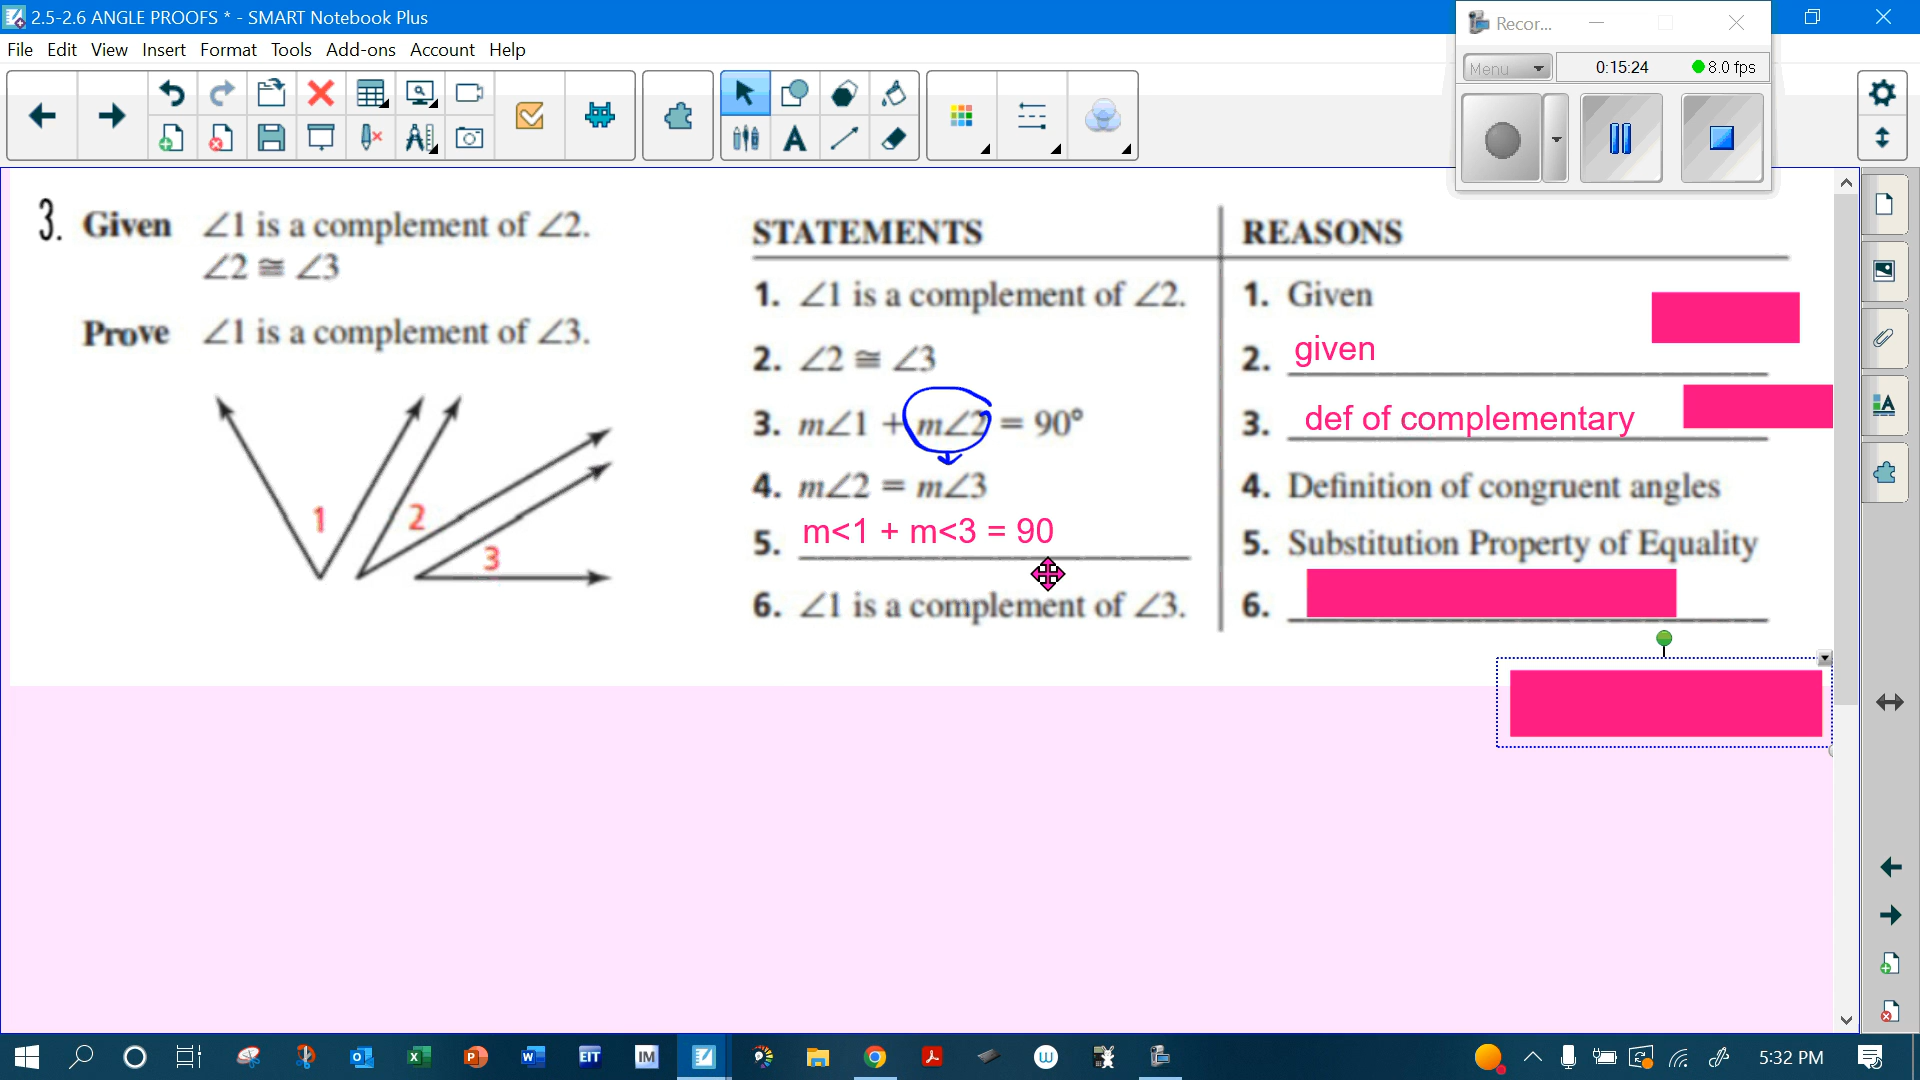 2.5-2.6 ANGLE PROOFS * - SMART Notebook Plus
Recor...
File Edit View Insert Format Tools Add-ons Account Help
Menu
0:15:24
8.0 fps
3. Given ∠1 is a complement of ∠2.
∠2 ≅ ∠3
Prove ∠1 is a complement of ∠3.
1
2
3
STATEMENTS
REASONS
1. ∠1 is a complement of ∠2.
1. Given
2. ∠2 ≅ ∠3
2. given
3. m∠1 + m∠2 = 90°
3. def of complementary
4. m∠2 = m∠3
4. Definition of congruent angles
5. m<1 + m<3 = 90
5. Substitution Property of Equality
6. ∠1 is a complement of ∠3.
6.
EIT
IM
5:32 PM